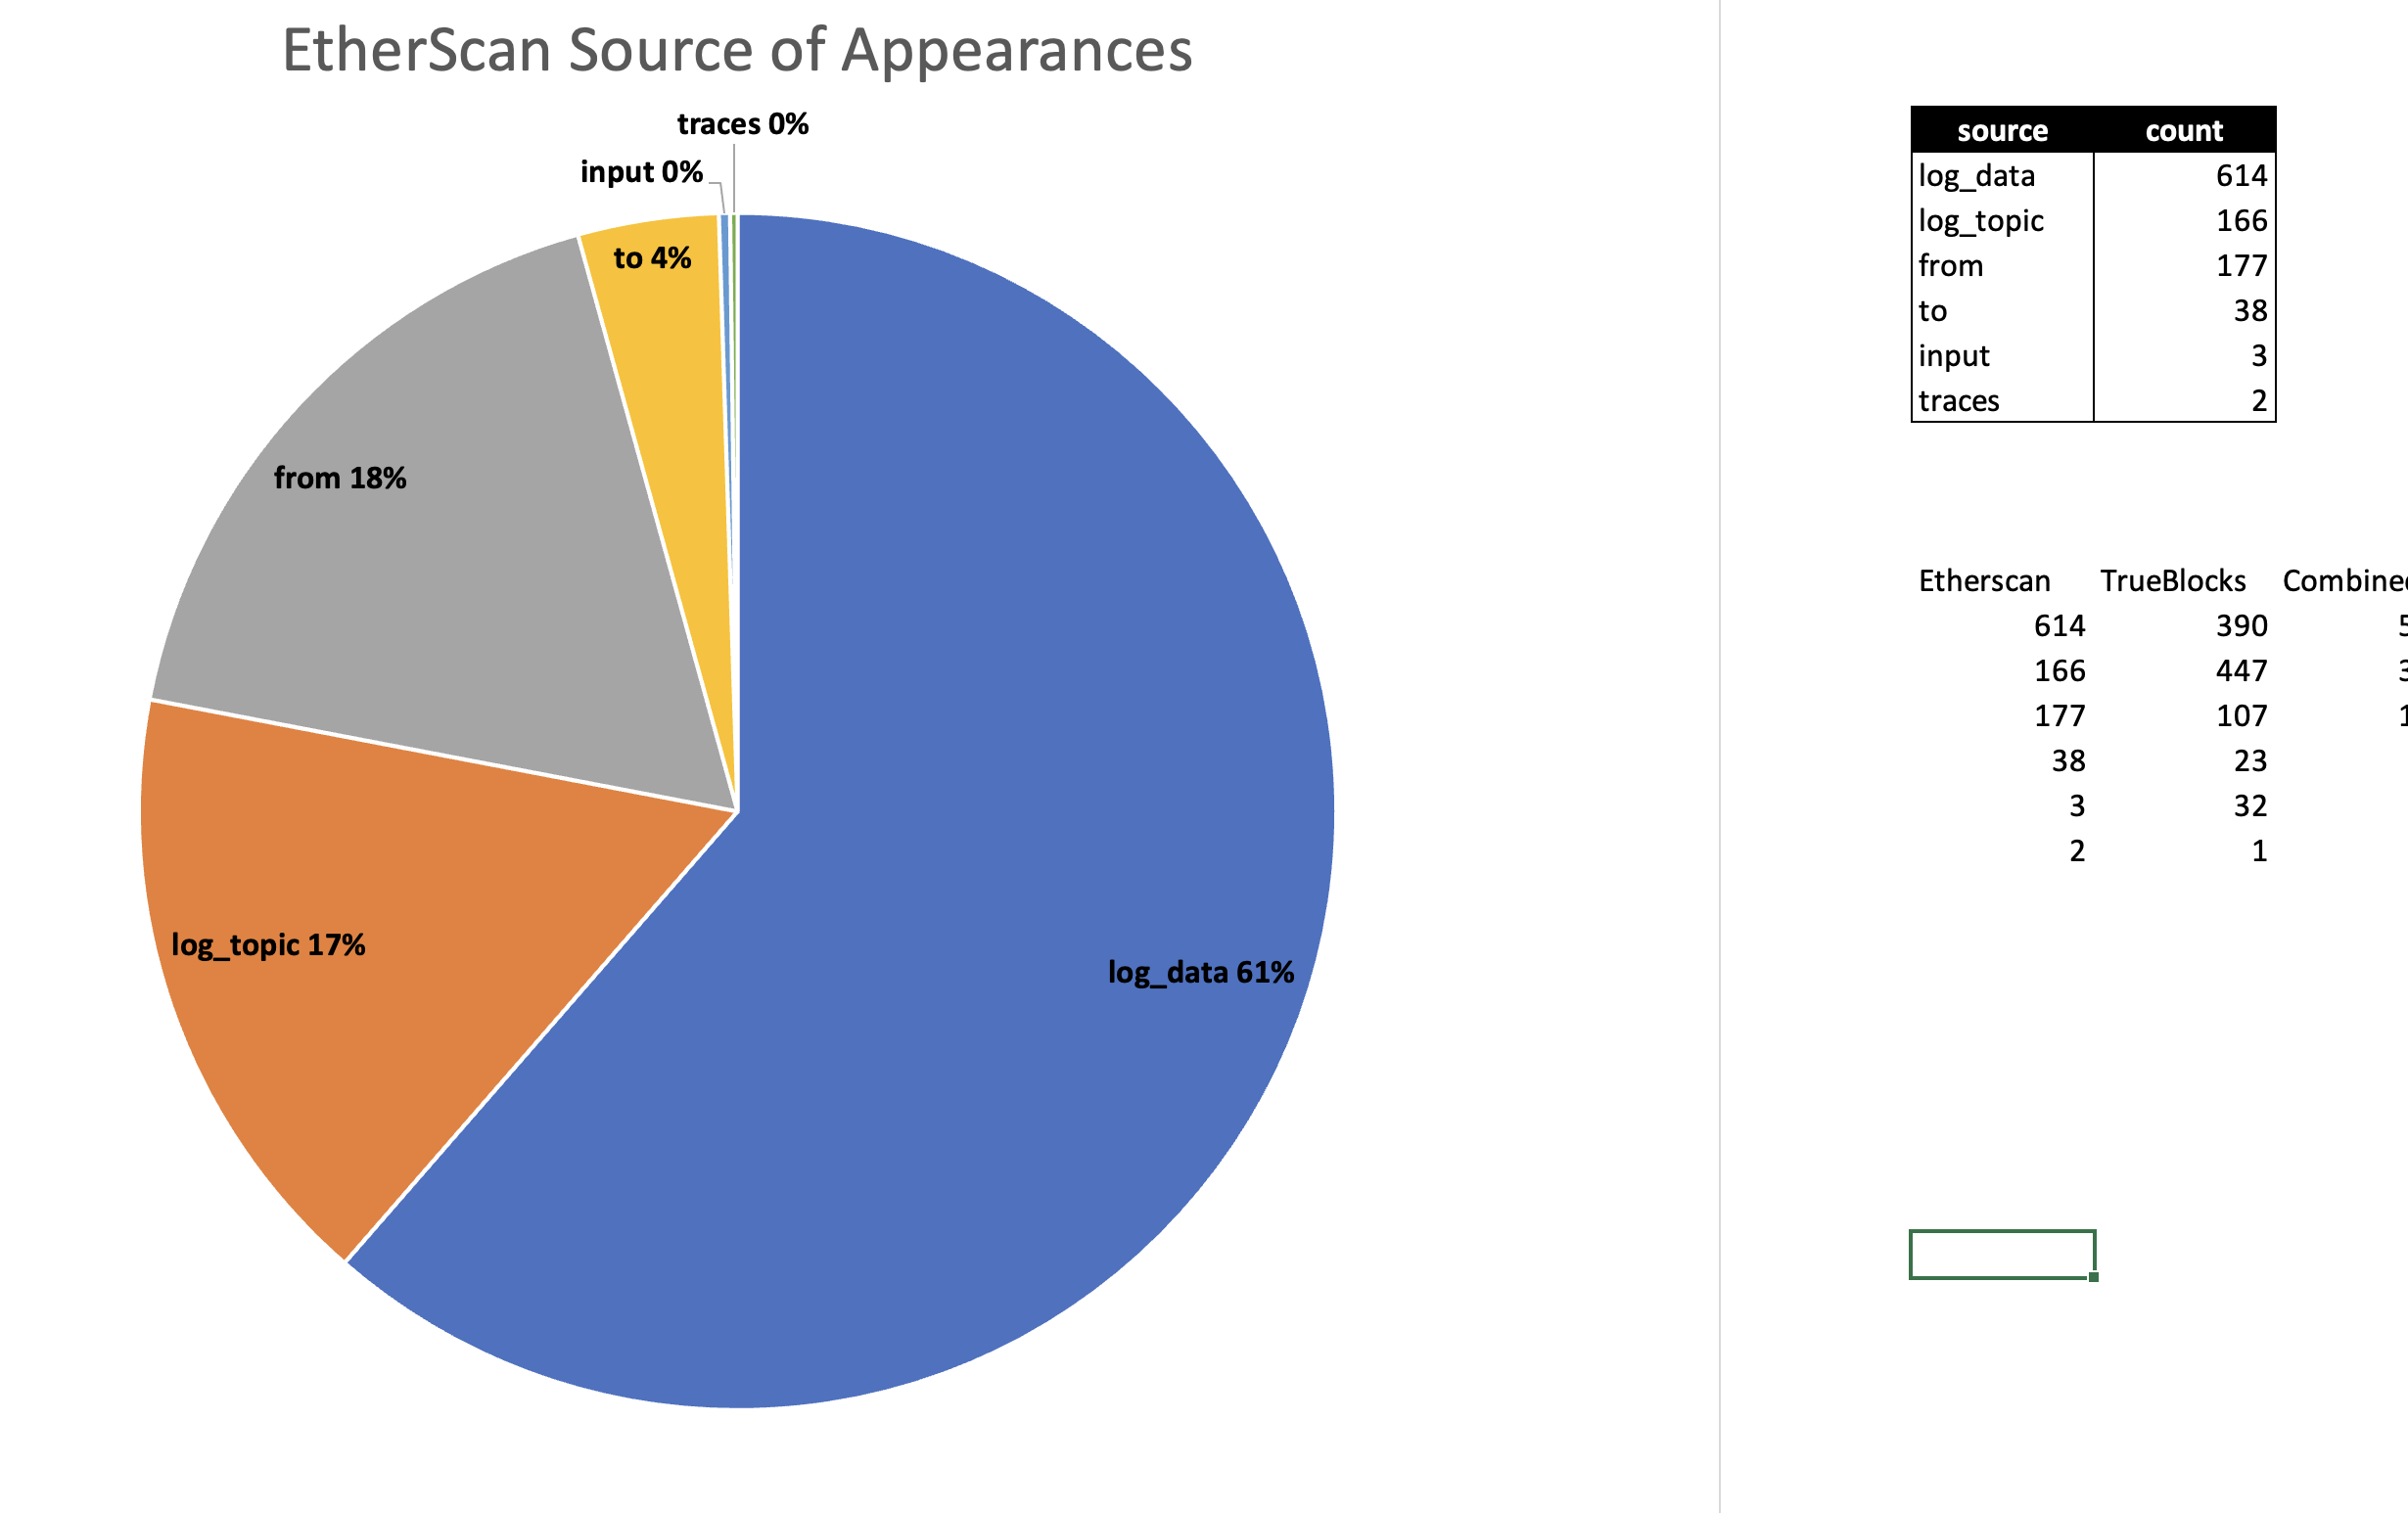 EtherScan Source of Appearances
traces 0%
input 0%
to 4%
from 18%
log_topic 17%
log_data 61%
source count
log_data 614
log_topic 166
from 177
to 38
input 3
traces 2
Etherscan TrueBlocks
614 390
166 447
177 107
38 23
3 32
2 1